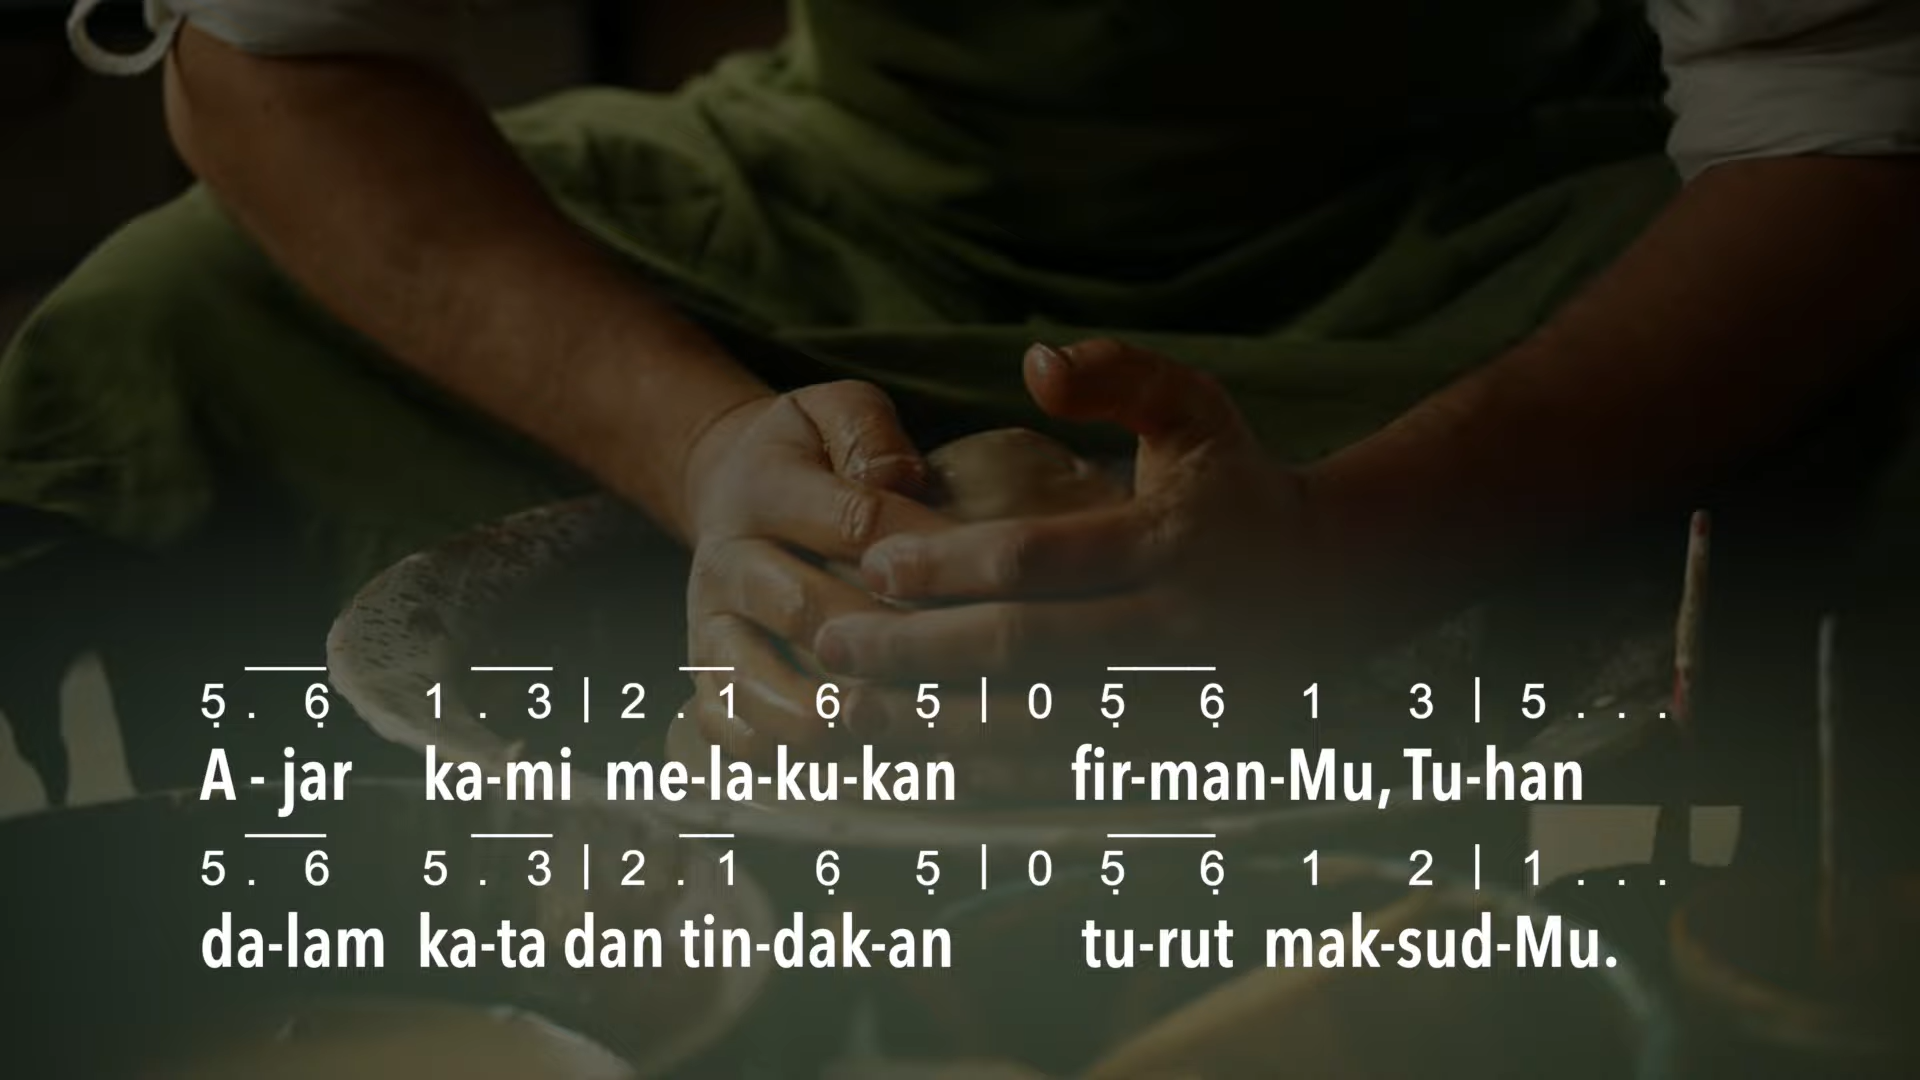 5̣ . 6̣ 1 . 3 | 2 . 1 6̣ 5̣ | 0 5̣ 6̣ 1 3 | 5 . . .
A - jar ka-mi me-la-ku-kan fir-man-Mu, Tu-han
5 . 6 5 . 3 | 2 . 1 6̣ 5̣ | 0 5̣ 6̣ 1 2 | 1 . . .
da-lam ka-ta dan tin-dak-an tu-rut mak-sud-Mu.